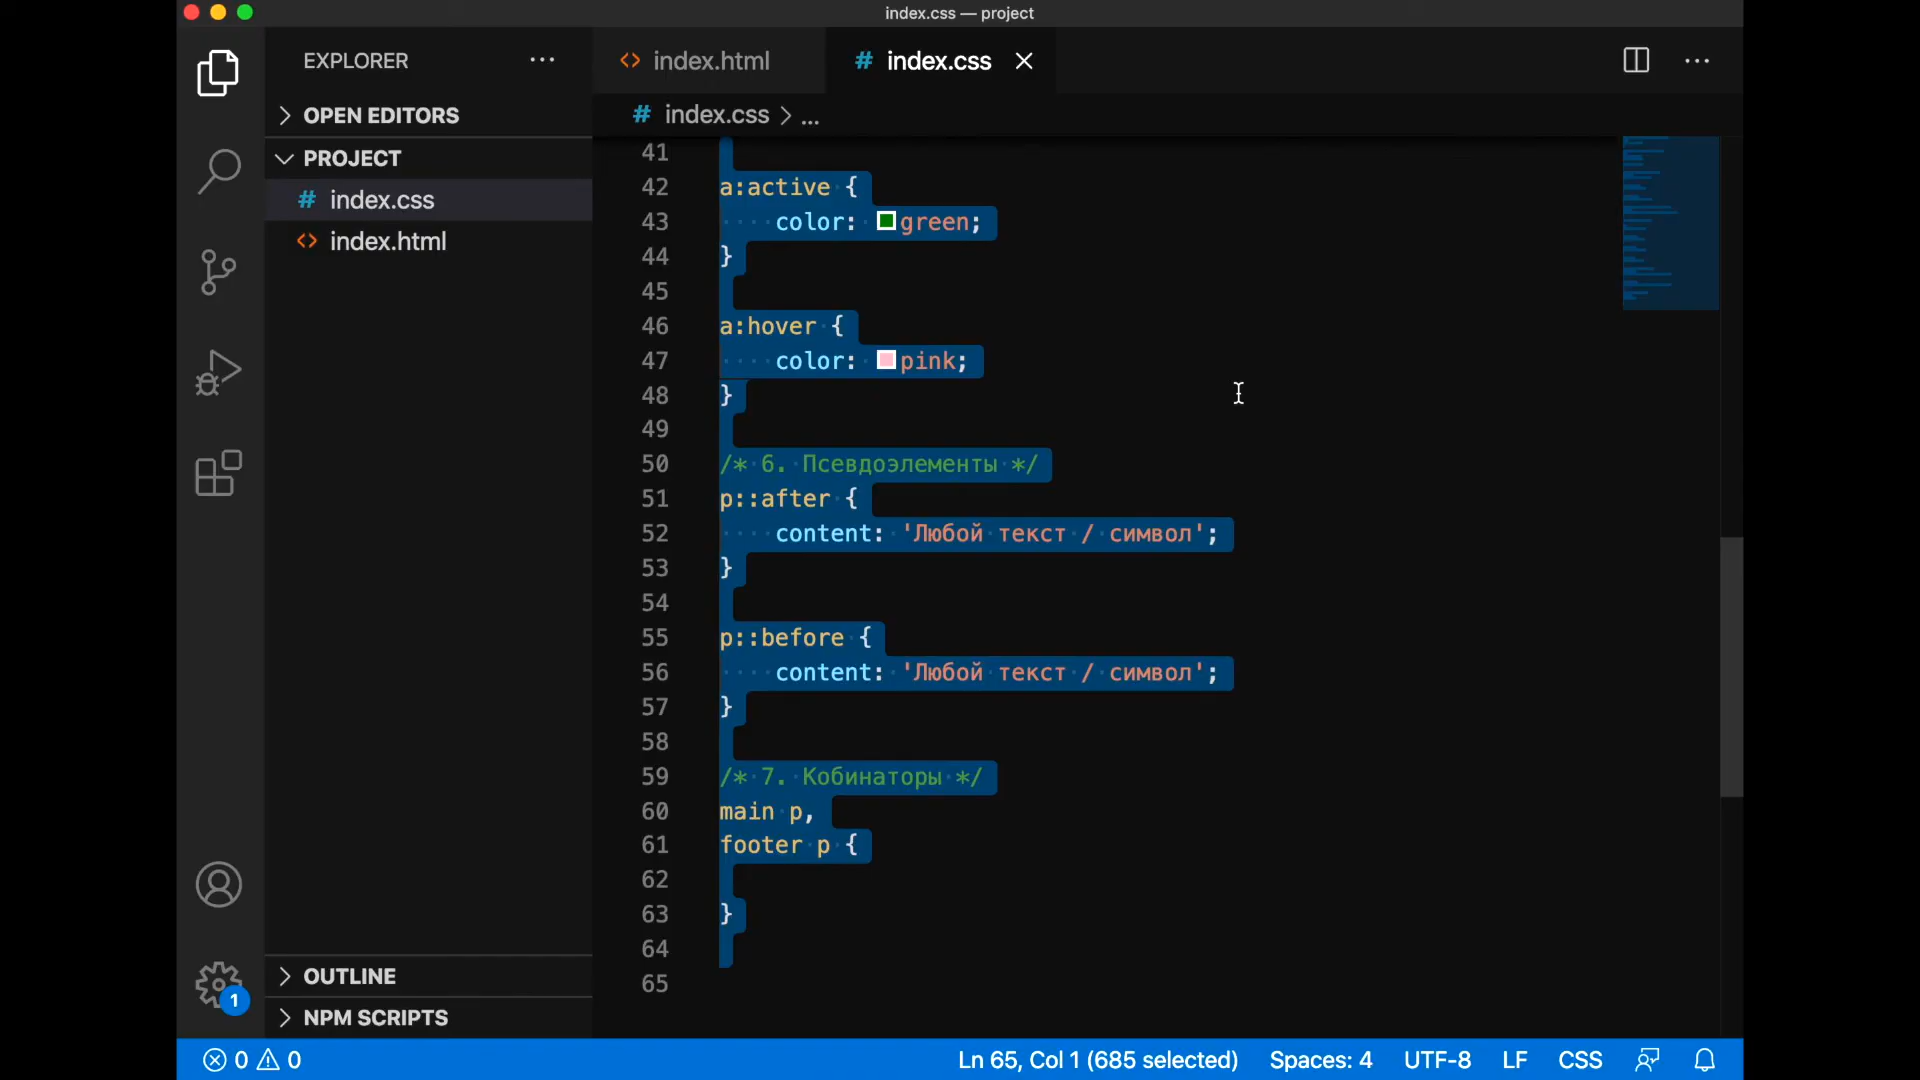 index.css — project
EXPLORER
index.html
index.css
OPEN EDITORS
index.css > ...
PROJECT
index.css
index.html
41
42 a:active {
43 color: green;
44 }
45
46 a:hover {
47 color: pink;
48 }
49
50 /* 6. Псевдоэлементы */
51 p::after {
52 content: 'Любой текст / символ';
53 }
54
55 p::before {
56 content: 'Любой текст / символ';
57 }
58
59 /* 7. Кобинаторы */
60 main p,
61 footer p {
62
63 }
64
65
OUTLINE
NPM SCRIPTS
1
0 0
Ln 65, Col 1 (685 selected)
Spaces: 4
UTF-8
LF
CSS